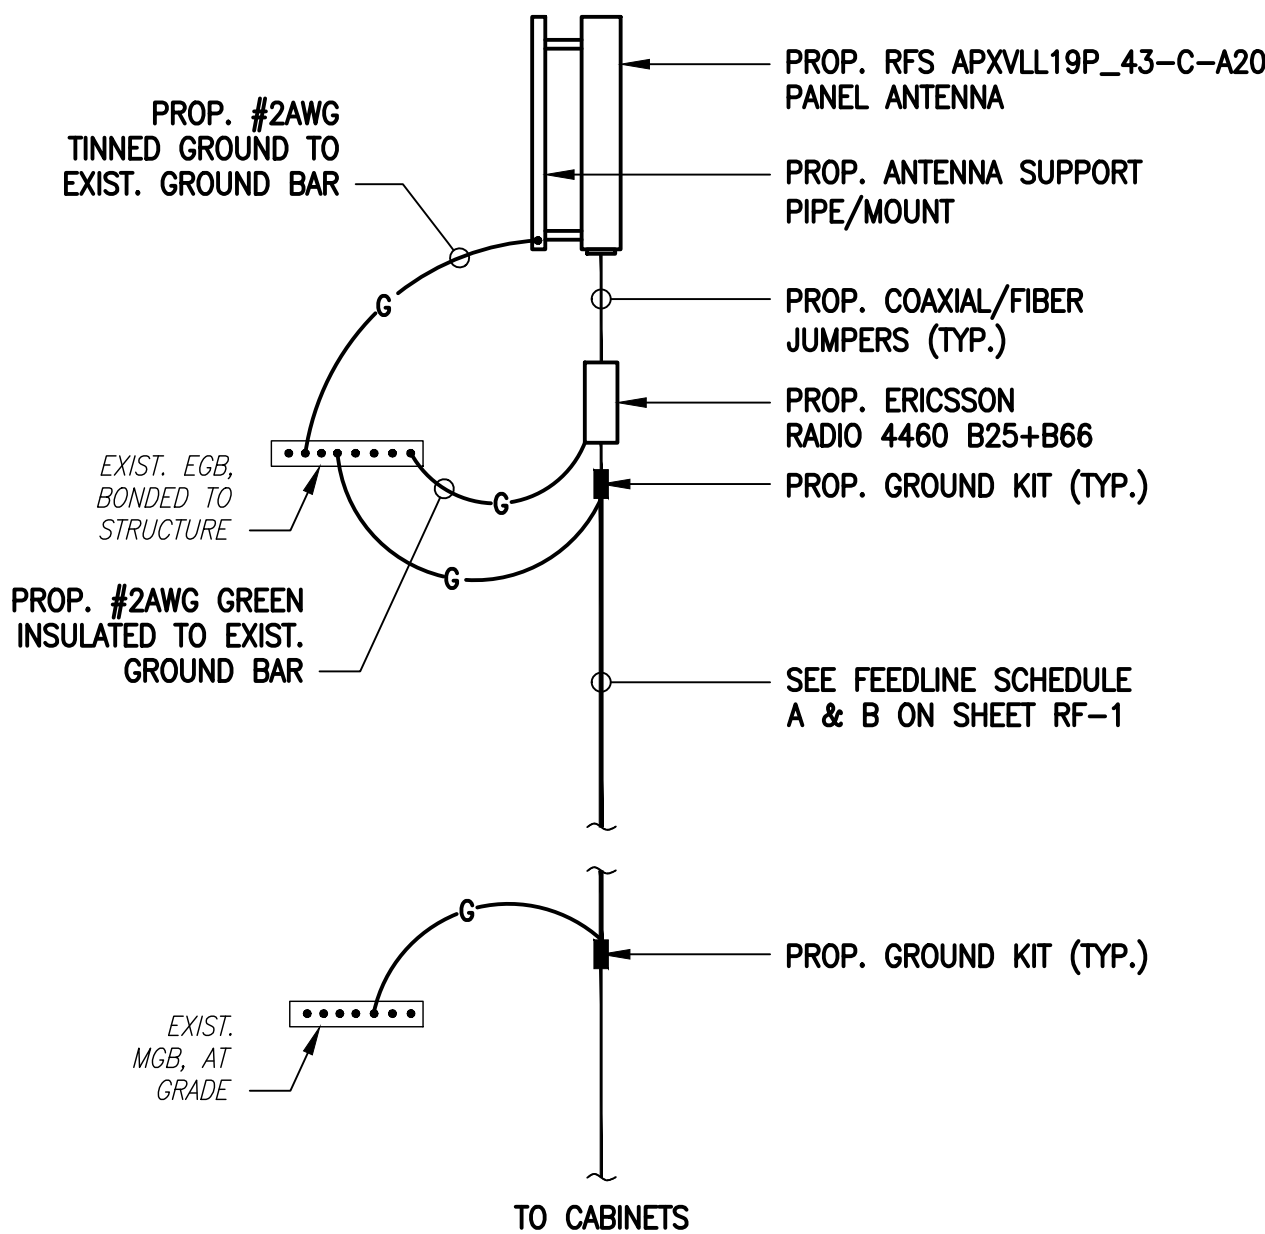 PROP. RFS APXVLL19P_43-C-A20
PANEL ANTENNA
PROP. #2AWG
TINNED GROUND TO
EXIST. GROUND BAR
PROP. ANTENNA SUPPORT
PIPE/MOUNT
G
PROP. COAXIAL/FIBER
JUMPERS (TYP.)
PROP. ERICSSON
RADIO 4460 B25+B66
EXIST. EGB,
BONDED TO
STRUCTURE
PROP. GROUND KIT (TYP.)
G
G
PROP. #2AWG GREEN
INSULATED TO EXIST.
GROUND BAR
SEE FEEDLINE SCHEDULE
A & B ON SHEET RF-1
G
PROP. GROUND KIT (TYP.)
EXIST.
MGB, AT
GRADE
TO CABINETS